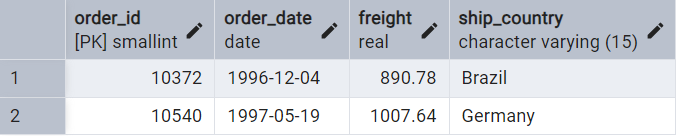 order_id order_date freight ship_country
[PK] smallint date real character varying (15)
1 10372 1996-12-04 890.78 Brazil
2 10540 1997-05-19 1007.64 Germany